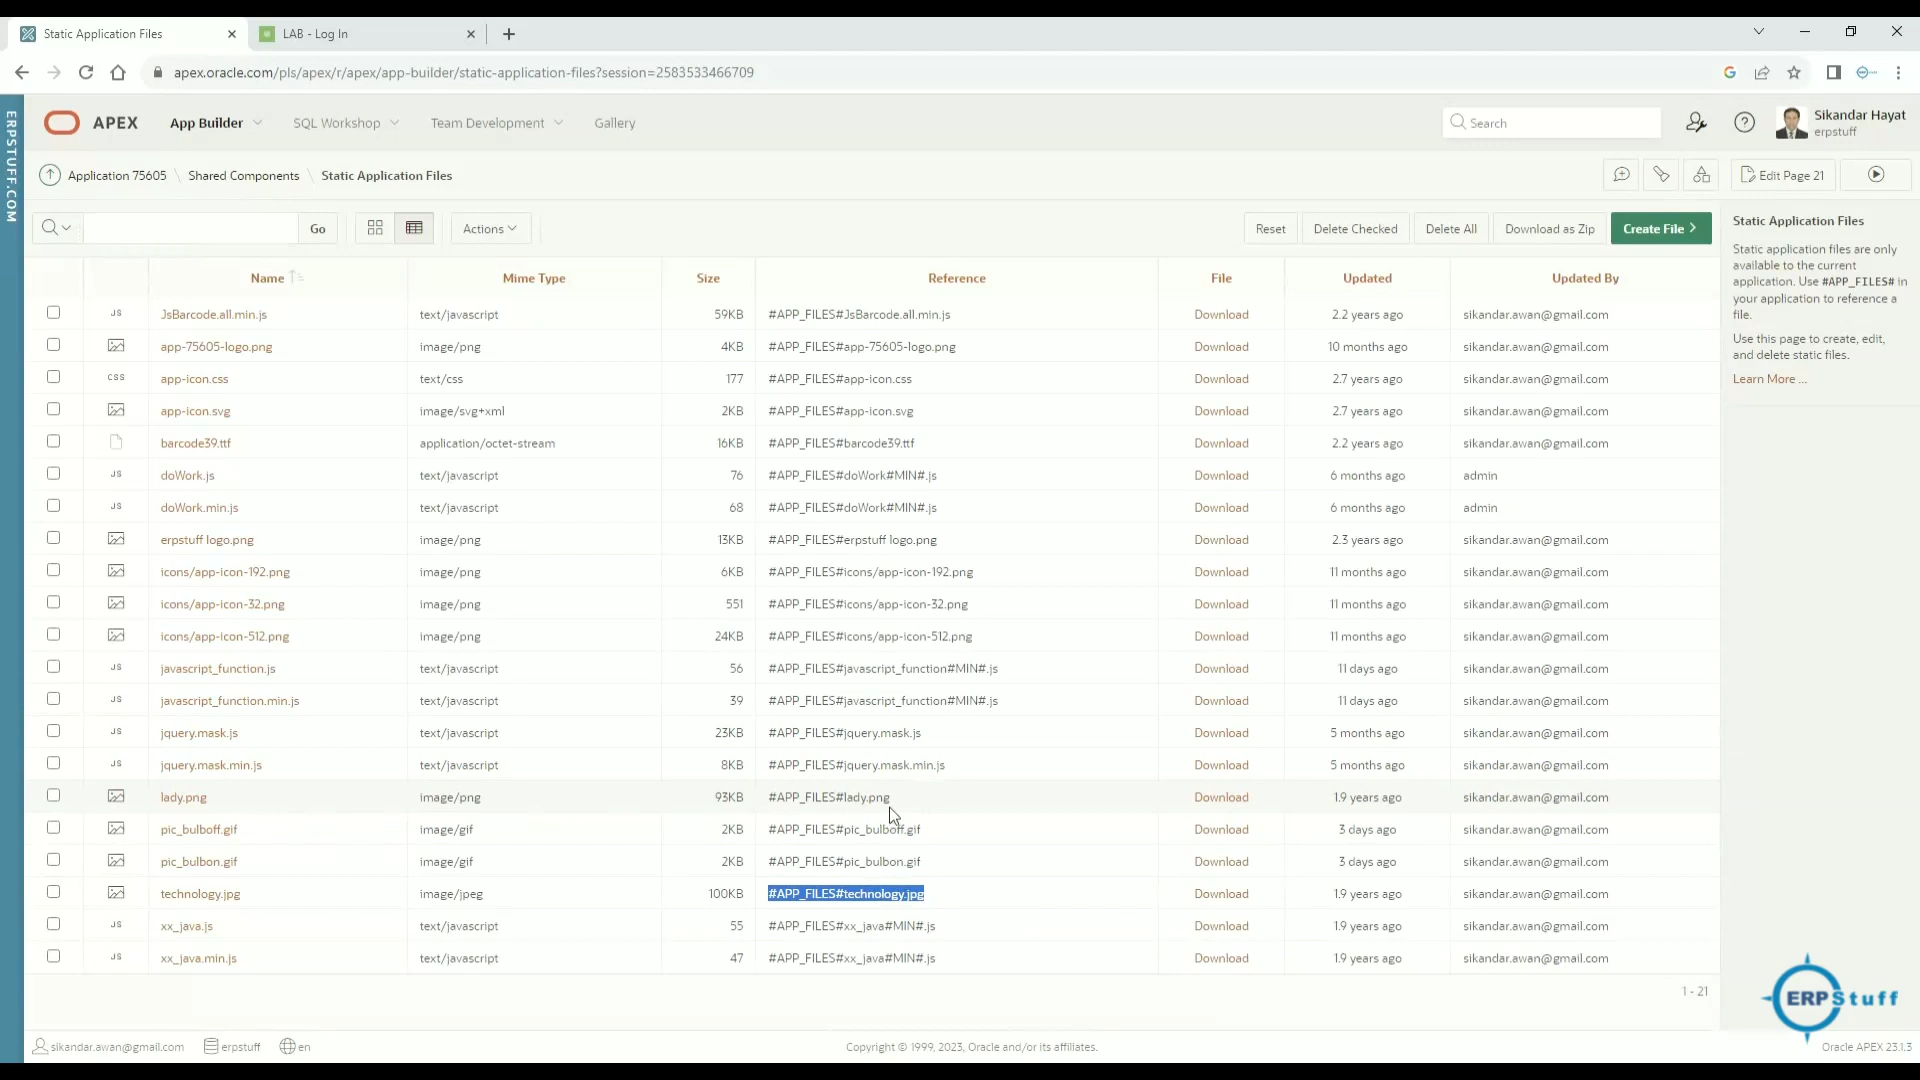 Static Application Files
LAB - Log In
apex.oracle.com/pls/apex/r/apex/app-builder/static-application-files?session=2583533466709
ERPSTUFF.COM
APEX App Builder SQL Workshop Team Development Gallery Search Sikandar Hayat
erpstuff
Application 75605 \ Shared Components \ Static Application Files Edit Page 21
Go Actions Reset Delete Checked Delete All Download as Zip Create File
Name Mime Type Size Reference File Updated Updated By
JS JsBarcode.all.min.js text/javascript 59KB #APP_FILES#JsBarcode.all.min.js Download 2.2 years ago sikandar.awan@gmail.com
app-75605-logo.png image/png 4KB #APP_FILES#app-75605-logo.png Download 10 months ago sikandar.awan@gmail.com
CSS app-icon.css text/css 177 #APP_FILES#app-icon.css Download 2.7 years ago sikandar.awan@gmail.com
app-icon.svg image/svg+xml 2KB #APP_FILES#app-icon.svg Download 2.7 years ago sikandar.awan@gmail.com
barcode39.ttf application/octet-stream 16KB #APP_FILES#barcode39.ttf Download 2.2 years ago sikandar.awan@gmail.com
JS doWork.js text/javascript 76 #APP_FILES#doWork#MIN#.js Download 6 months ago admin
JS doWork.min.js text/javascript 68 #APP_FILES#doWork#MIN#.js Download 6 months ago admin
erpstuff logo.png image/png 13KB #APP_FILES#erpstuff logo.png Download 2.3 years ago sikandar.awan@gmail.com
icons/app-icon-192.png image/png 6KB #APP_FILES#icons/app-icon-192.png Download 11 months ago sikandar.awan@gmail.com
icons/app-icon-32.png image/png 551 #APP_FILES#icons/app-icon-32.png Download 11 months ago sikandar.awan@gmail.com
icons/app-icon-512.png image/png 24KB #APP_FILES#icons/app-icon-512.png Download 11 months ago sikandar.awan@gmail.com
JS javascript_function.js text/javascript 56 #APP_FILES#javascript_function#MIN#.js Download 11 days ago sikandar.awan@gmail.com
JS javascript_function.min.js text/javascript 39 #APP_FILES#javascript_function#MIN#.js Download 11 days ago sikandar.awan@gmail.com
JS jquery.mask.js text/javascript 23KB #APP_FILES#jquery.mask.js Download 5 months ago sikandar.awan@gmail.com
JS jquery.mask.min.js text/javascript 8KB #APP_FILES#jquery.mask.min.js Download 5 months ago sikandar.awan@gmail.com
lady.png image/png 93KB #APP_FILES#lady.png Download 1.9 years ago sikandar.awan@gmail.com
pic_bulboff.gif image/gif 2KB #APP_FILES#pic_bulboff.gif Download 3 days ago sikandar.awan@gmail.com
pic_bulbon.gif image/gif 2KB #APP_FILES#pic_bulbon.gif Download 3 days ago sikandar.awan@gmail.com
technology.jpg image/jpeg 100KB #APP_FILES#technology.jpg Download 1.9 years ago sikandar.awan@gmail.com
JS xx_java.js text/javascript 55 #APP_FILES#xx_java#MIN#.js Download 1.9 years ago sikandar.awan@gmail.com
JS xx_java.min.js text/javascript 47 #APP_FILES#xx_java#MIN#.js Download 1.9 years ago sikandar.awan@gmail.com
1 - 21
Static Application Files
Static application files are only
available to the current
application. Use #APP_FILES# in
your application to reference a
file.
Use this page to create, edit,
and delete static files.
Learn More ...
ERPStuff
sikandar.awan@gmail.com erpstuff en Copyright © 1999, 2023, Oracle and/or its affiliates. Oracle APEX 23.1.3